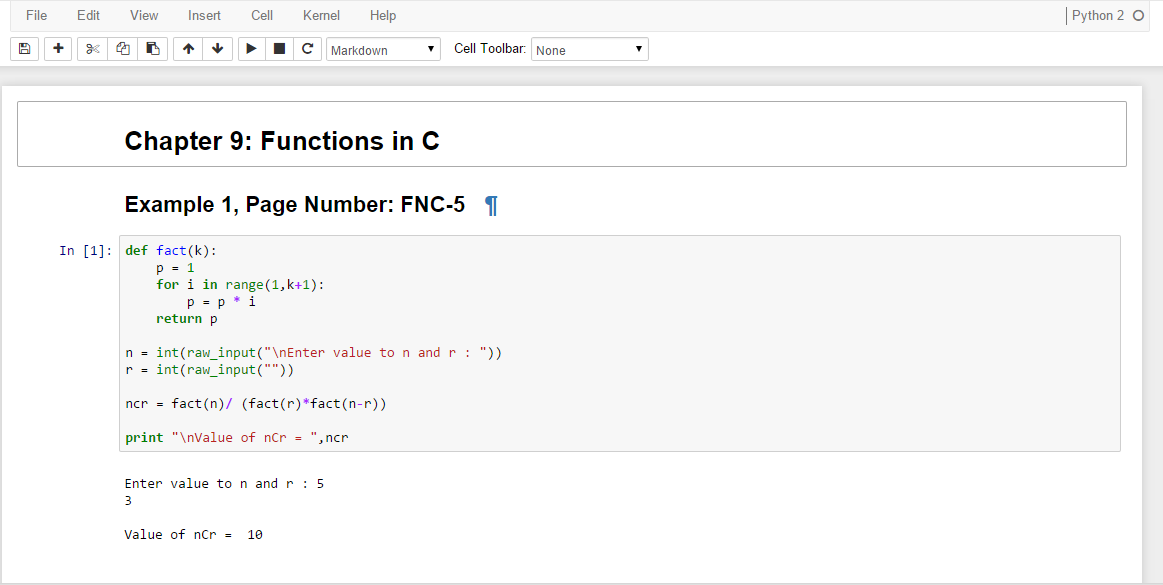 File Edit View Insert Cell Kernel Help Python 2
Markdown Cell Toolbar: None
Chapter 9: Functions in C
Example 1, Page Number: FNC-5 ¶
In [1]:
def fact(k):
    p = 1
    for i in range(1,k+1):
        p = p * i
    return p
n = int(raw_input("\nEnter value to n and r : "))
r = int(raw_input(""))
ncr = fact(n)/ (fact(r)*fact(n-r))
print "\nValue of nCr = ",ncr
Enter value to n and r : 5
3
Value of nCr =  10